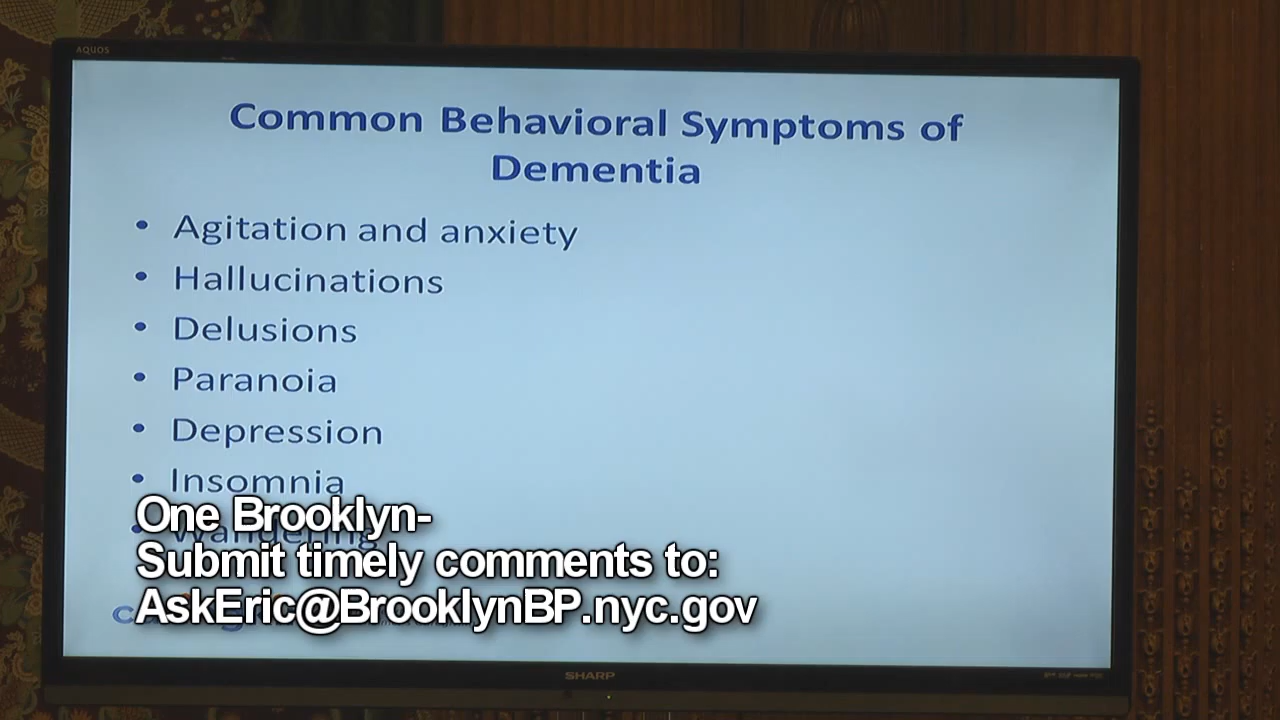 AQUOS
Common Behavioral Symptoms of
Dementia
• Agitation and anxiety
• Hallucinations
• Delusions
• Paranoia
• Depression
• Insomnia
• Wandering
One Brooklyn-
Submit timely comments to:
AskEric@BrooklynBP.nyc.gov
SHARP